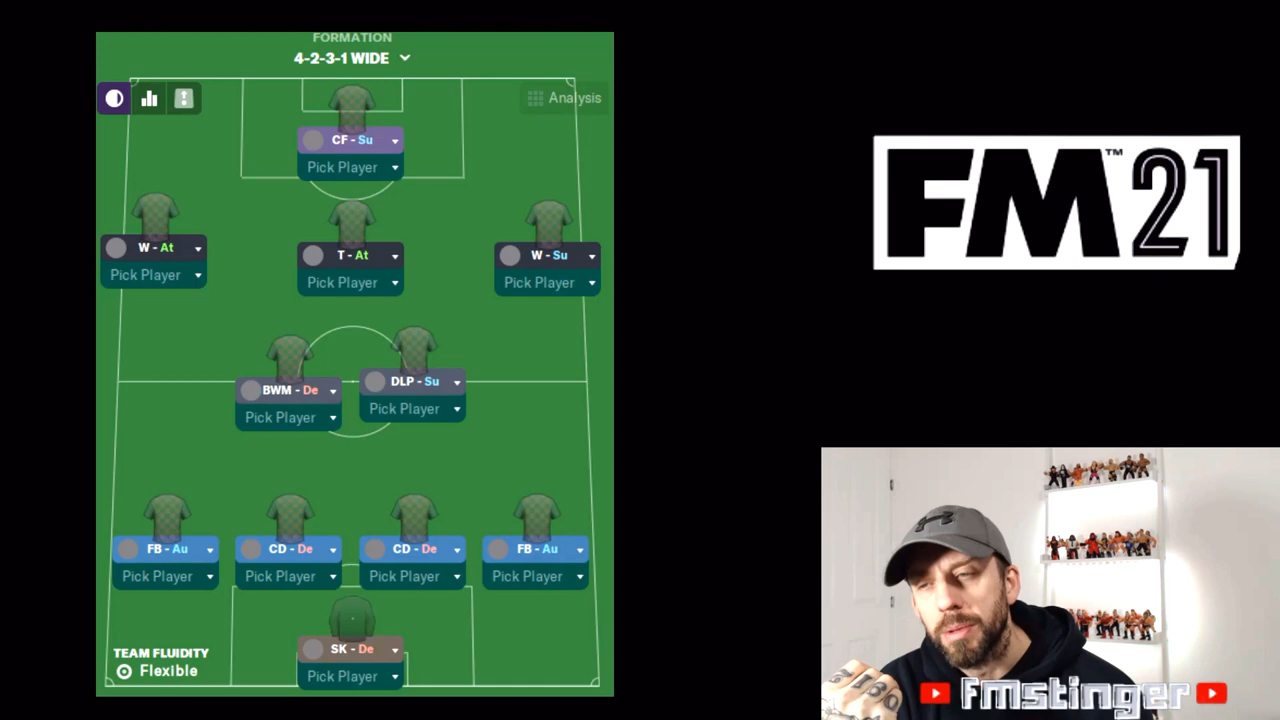 FORMATION
4-2-3-1 WIDE
Analysis
CF - Su
Pick Player
W - At
Pick Player
T - At
Pick Player
W - Su
Pick Player
BWM - De
Pick Player
DLP - Su
Pick Player
FB - Au
Pick Player
CD - De
Pick Player
CD - De
Pick Player
FB - Au
Pick Player
SK - De
Pick Player
TEAM FLUIDITY
Flexible
FM21
™
fmstinger